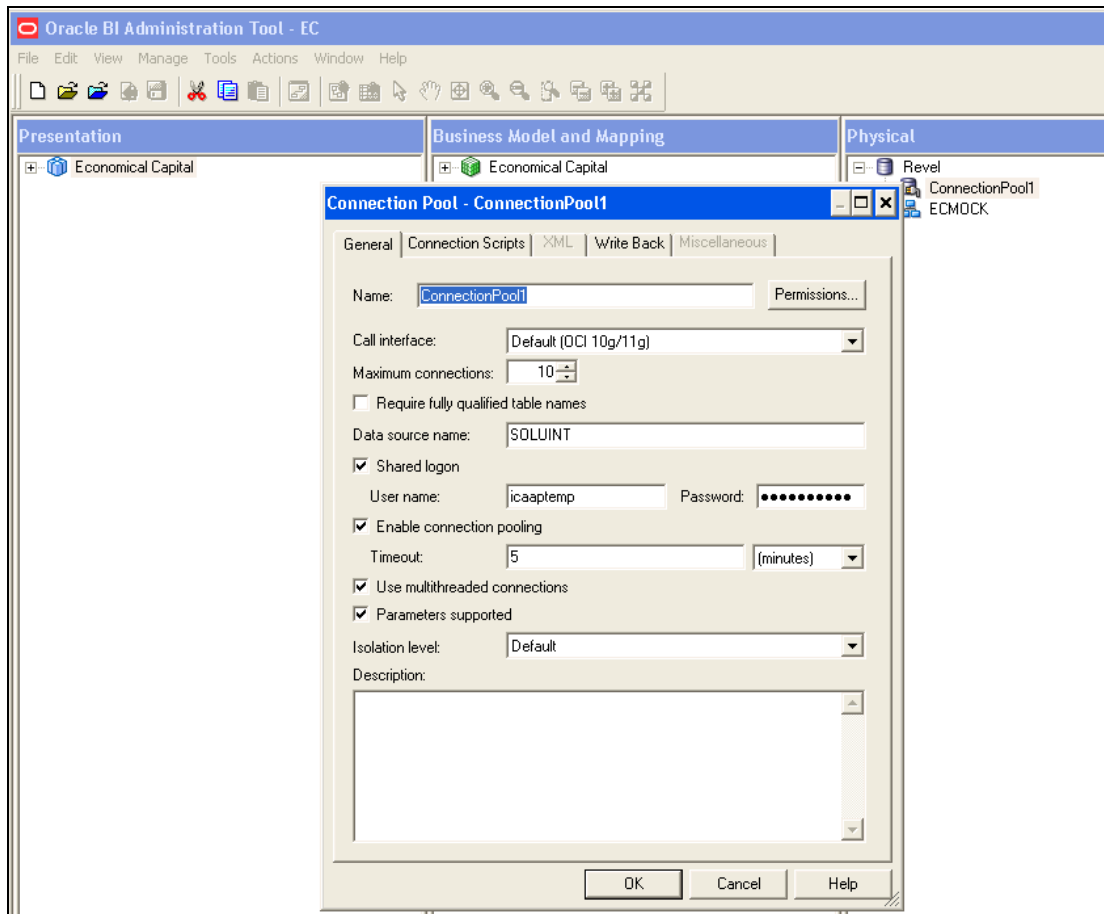 Oracle BI Administration Tool - EC
File Edit View Manage Tools Actions Window Help
Presentation Business Model and Mapping Physical
Economical Capital Economical Capital Revel
ConnectionPool1
ECMOCK
Connection Pool - ConnectionPool1
General Connection Scripts XML Write Back Miscellaneous
Name: ConnectionPool1 Permissions...
Call interface: Default (OCI 10g/11g)
Maximum connections: 10
Require fully qualified table names
Data source name: SOLUINT
Shared logon
User name: icaaptemp Password: ●●●●●●●●●●
Enable connection pooling
Timeout: 5 (minutes)
Use multithreaded connections
Parameters supported
Isolation level: Default
Description:
OK Cancel Help